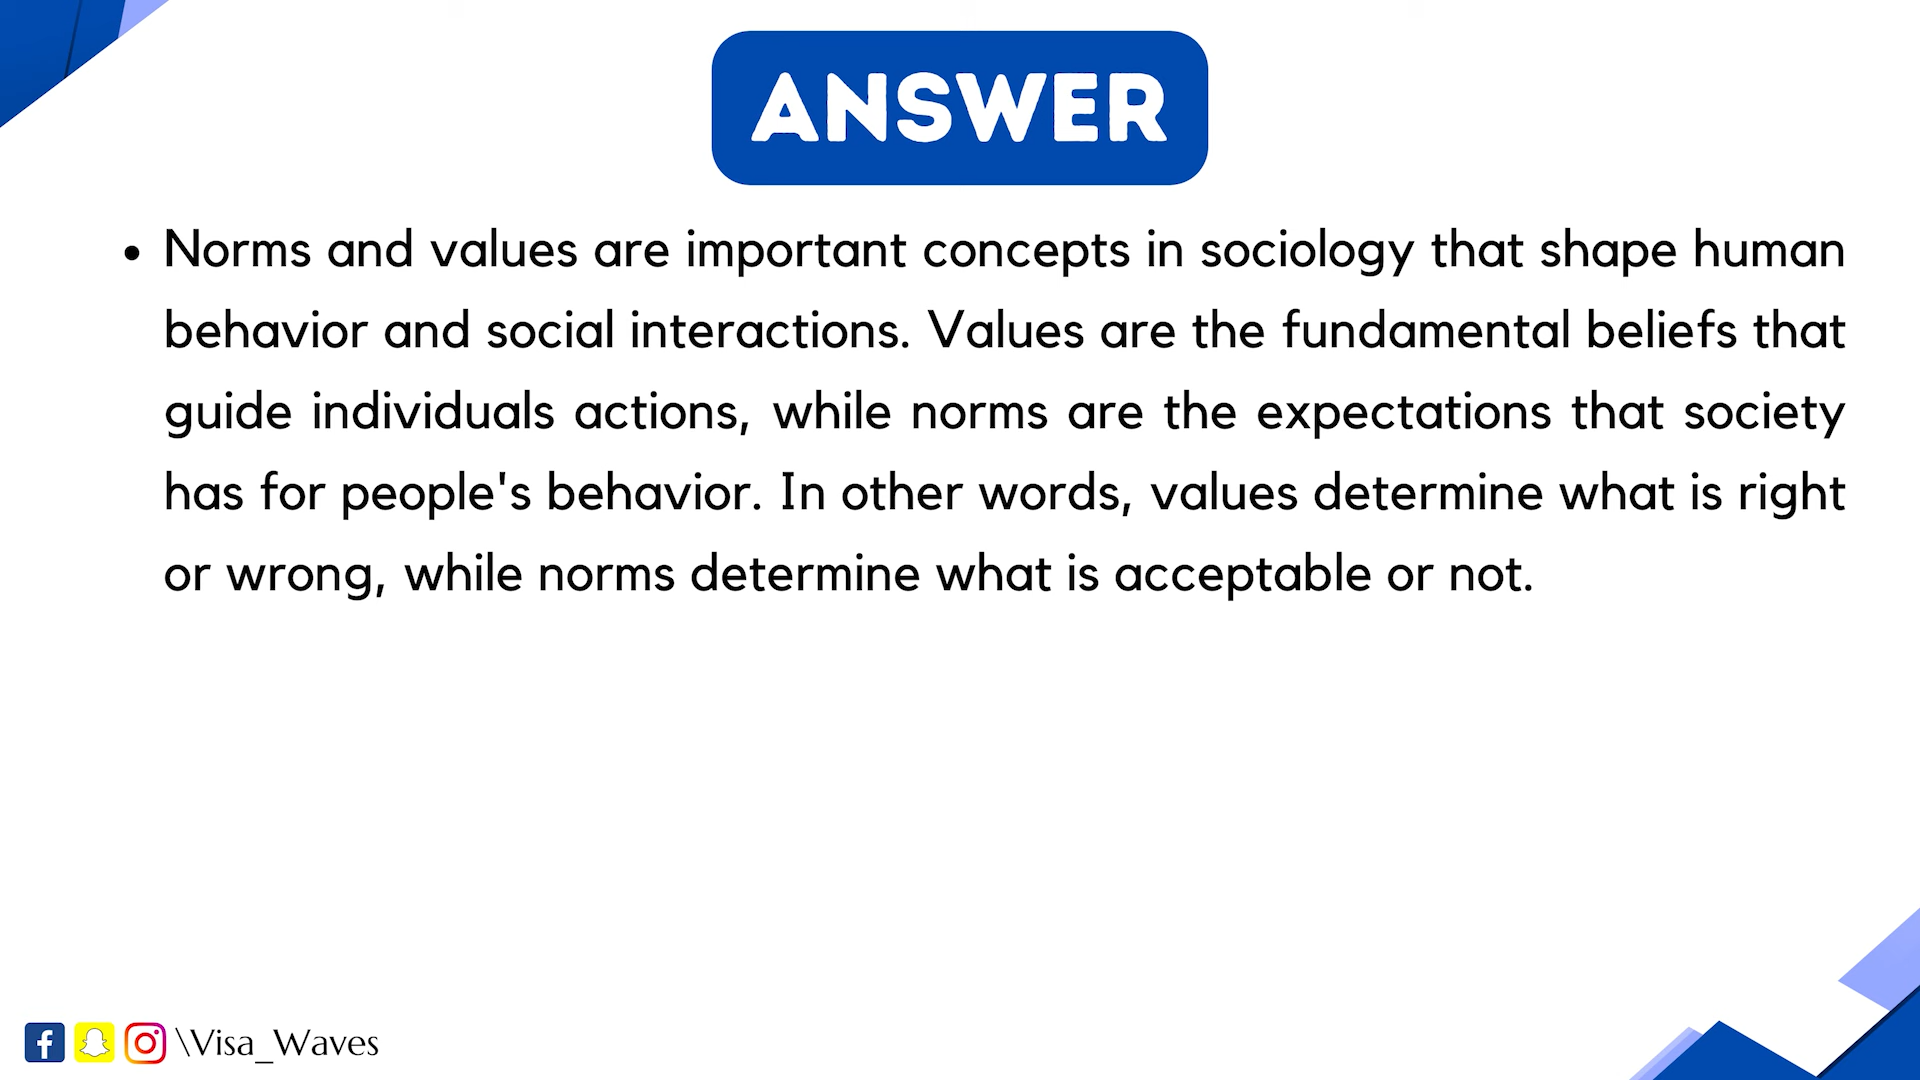 ANSWER
• Norms and values are important concepts in sociology that shape human
behavior and social interactions. Values are the fundamental beliefs that
guide individuals actions, while norms are the expectations that society
has for people's behavior. In other words, values determine what is right
or wrong, while norms determine what is acceptable or not.
\Visa_Waves